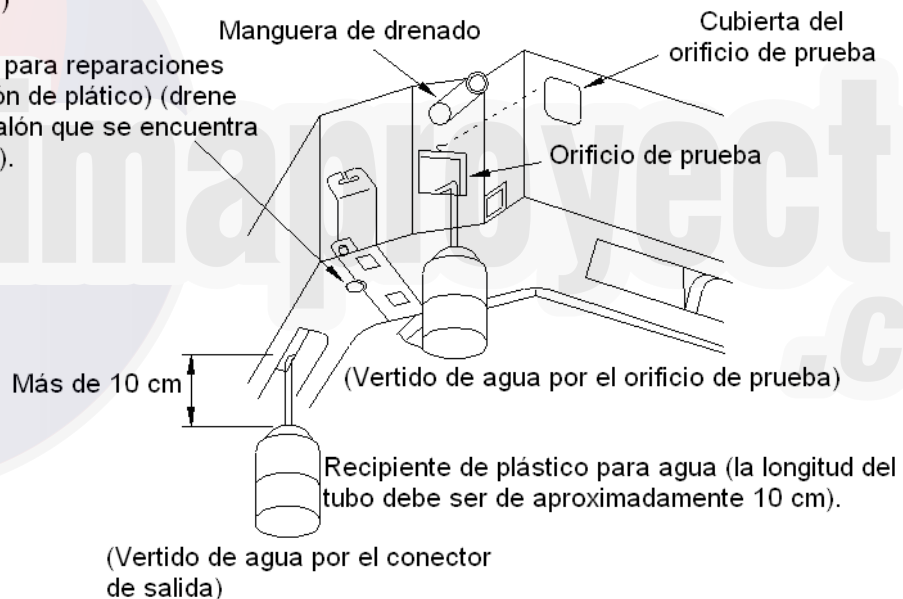 Manguera de drenado
Cubierta del
orificio de prueba
para reparaciones
ón de plático) (drene
alón que se encuentra
).
Orificio de prueba
Más de 10 cm
(Vertido de agua por el orificio de prueba)
Recipiente de plástico para agua (la longitud del
tubo debe ser de aproximadamente 10 cm).
(Vertido de agua por el conector
de salida)
imaproyect
.c